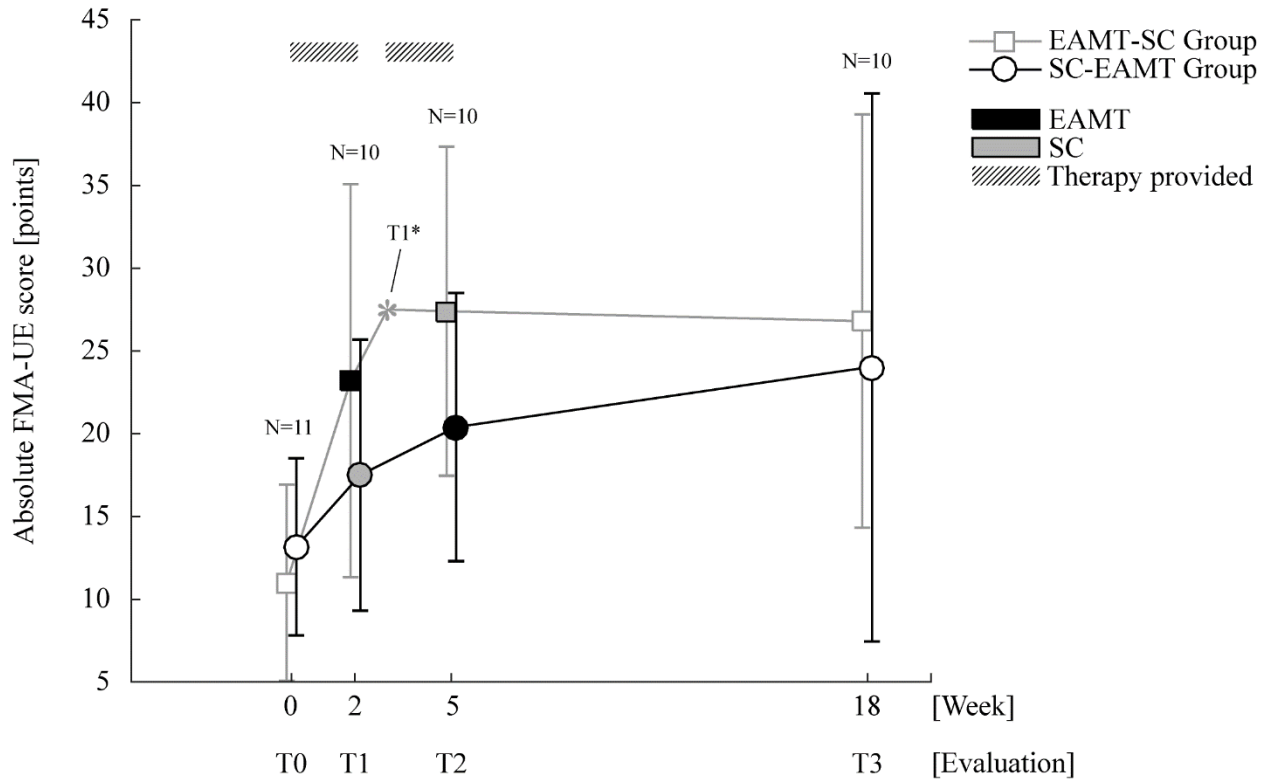 Absolute FMA-UE score [points]
45
40
35
30
25
20
15
10
5
N=11
N=10
N=10
N=10
T1*
EAMT-SC Group
SC-EAMT Group
EAMT
SC
Therapy provided
0 2 5 18 [Week]
T0 T1 T2 T3 [Evaluation]